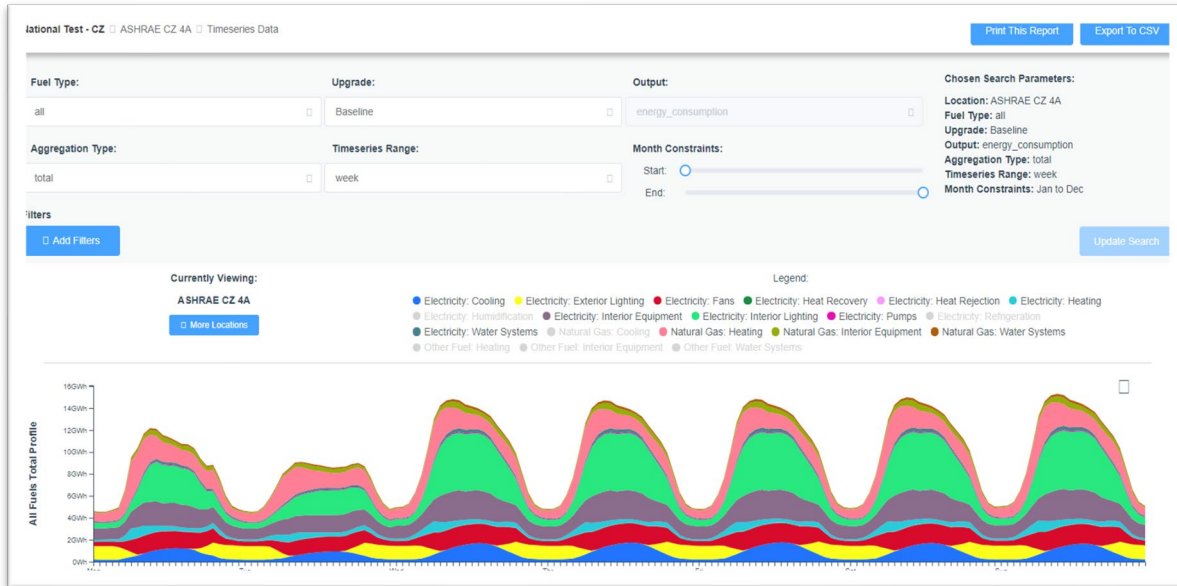 National Test - CZ ASHRAE CZ 4A Timeseries Data
Print This Report
Export To CSV
Fuel Type:
Upgrade:
Output:
all
Baseline
energy_consumption
Aggregation Type:
Timeseries Range:
Month Constraints:
total
week
Start:
End:
Chosen Search Parameters:
Location: ASHRAE CZ 4A
Fuel Type: all
Upgrade: Baseline
Output: energy_consumption
Aggregation Type: total
Timeseries Range: week
Month Constraints: Jan to Dec
Filters
Add Filters
Update Search
Currently Viewing:
ASHRAE CZ 4A
More Locations
Legend:
Electricity: Cooling Electricity: Exterior Lighting Electricity: Fans Electricity: Heat Recovery Electricity: Heat Rejection Electricity: Heating
Electricity: Humidification Electricity: Interior Equipment Electricity: Interior Lighting Electricity: Pumps Electricity: Refrigeration
Electricity: Water Systems Natural Gas: Cooling Natural Gas: Heating Natural Gas: Interior Equipment Natural Gas: Water Systems
Other Fuel: Heating Other Fuel: Interior Equipment Other Fuel: Water Systems
All Fuels Total Profile
16GWh
14GWh
12GWh
10GWh
8GWh
6GWh
4GWh
2GWh
0Wh